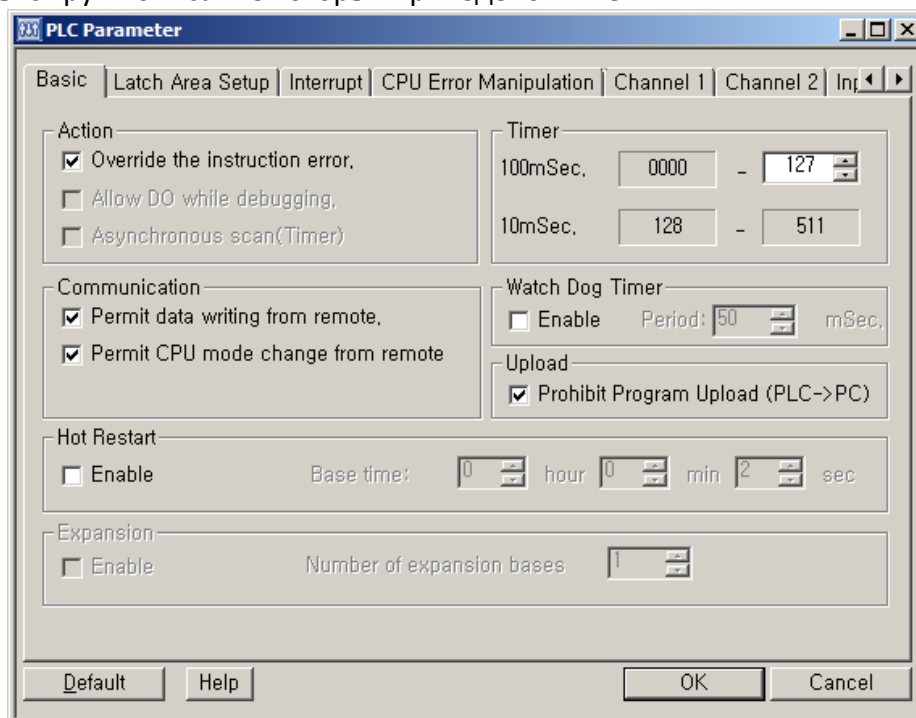 PLC Parameter
Basic Latch Area Setup Interrupt CPU Error Manipulation Channel 1 Channel 2
Action
Override the instruction error,
Allow DO while debugging,
Asynchronous scan(Timer)
Timer
100mSec, 0000 - 127
10mSec, 128 - 511
Communication
Permit data writing from remote,
Permit CPU mode change from remote
Watch Dog Timer
Enable Period: 50 mSec,
Upload
Prohibit Program Upload (PLC->PC)
Hot Restart
Enable Base time: 0 hour 0 min 2 sec
Expansion
Enable Number of expansion bases 1
Default Help OK Cancel